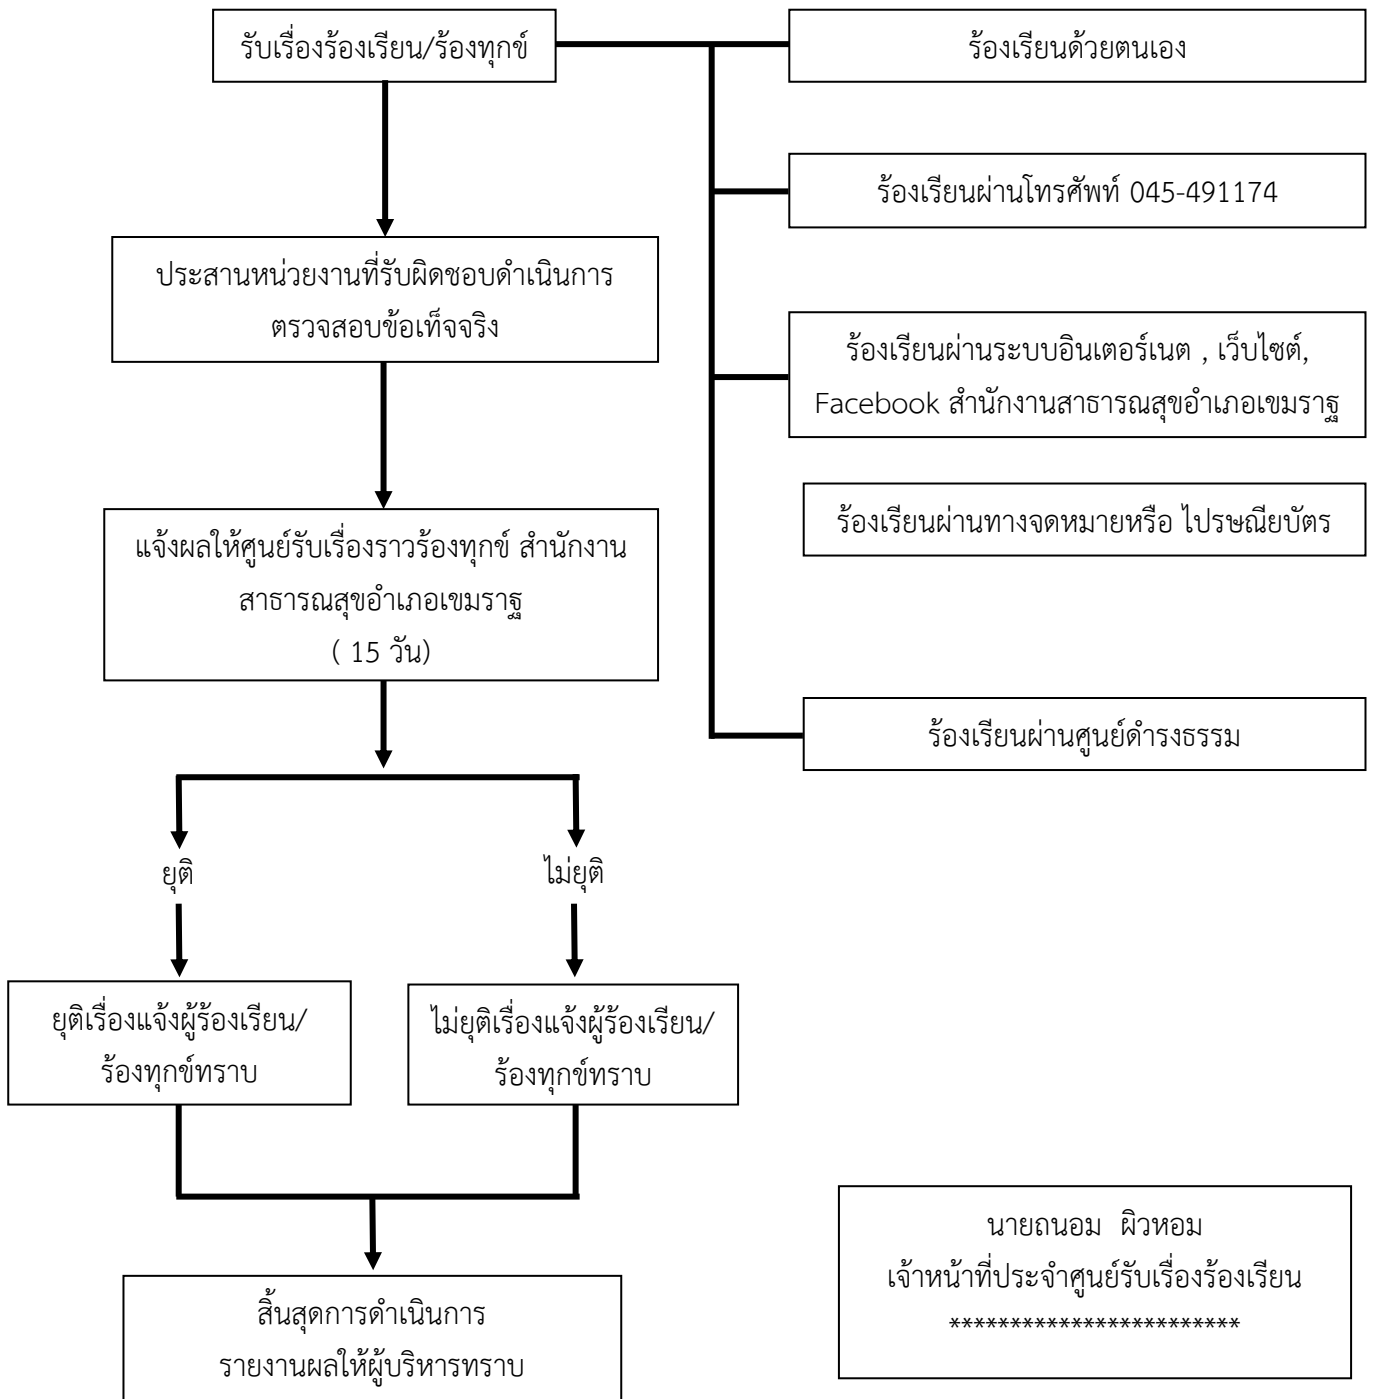 รับเรื่องร้องเรียน/ร้องทุกข์
ร้องเรียนด้วยตนเอง
ร้องเรียนผ่านโทรศัพท์ 045-491174
ประสานหน่วยงานที่รับผิดชอบดำเนินการ
ตรวจสอบข้อเท็จจริง
ร้องเรียนผ่านระบบอินเตอร์เนต , เว็บไซต์,
Facebook สำนักงานสาธารณสุขอำเภอเขมราฐ
ร้องเรียนผ่านทางจดหมายหรือ ไปรษณียบัตร
แจ้งผลให้ศูนย์รับเรื่องราวร้องทุกข์ สำนักงาน
สาธารณสุขอำเภอเขมราฐ
( 15 วัน)
ร้องเรียนผ่านศูนย์ดำรงธรรม
ยุติ
ไม่ยุติ
ยุติเรื่องแจ้งผู้ร้องเรียน/
ร้องทุกข์ทราบ
ไม่ยุติเรื่องแจ้งผู้ร้องเรียน/
ร้องทุกข์ทราบ
สิ้นสุดการดำเนินการ
รายงานผลให้ผู้บริหารทราบ
นายถนอม ผิวหอม
เจ้าหน้าที่ประจำศูนย์รับเรื่องร้องเรียน
************************